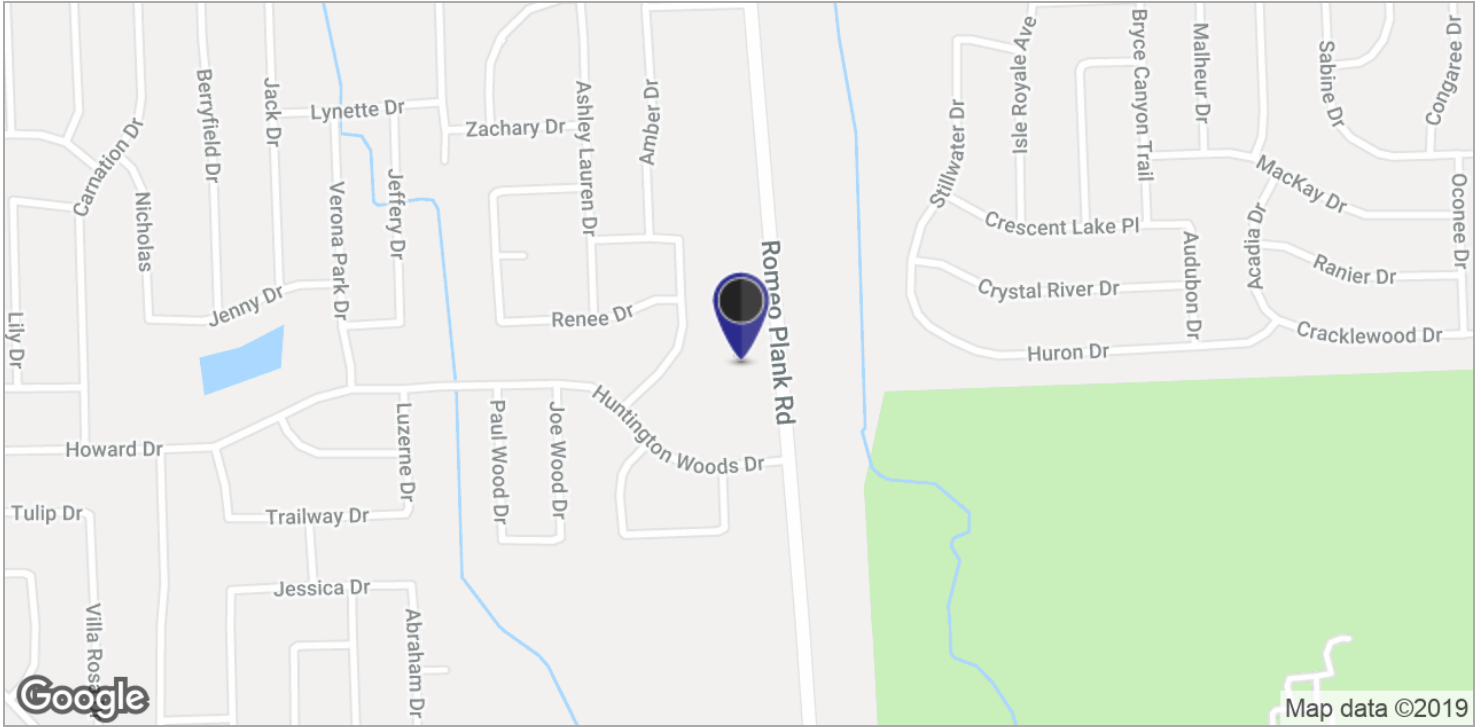 Isle Royale Ave
Bryce Canyon Trail
Malheur Dr
Sabine Dr
Congaree Dr
Berryfield Dr
Jack Dr
Lynette Dr
Zachary Dr
Ashley Lauren Dr
Amber Dr
Stillwater Dr
Carnation Dr
Nicholas
Verona Park Dr
Jeffery Dr
MacKay Dr
Oconee Dr
Crescent Lake Pl
Audubon Dr
Acadia Dr
Ranier Dr
Crystal River Dr
Romeo Plank Rd
Jenny Dr
Renee Dr
Lily Dr
Huron Dr
Cracklewood Dr
Howard Dr
Luzerne Dr
Paul Wood Dr
Joe Wood Dr
Huntington Woods Dr
Tulip Dr
Trailway Dr
Jessica Dr
Villa Rosa
Abraham Dr
Google
Map data ©2019